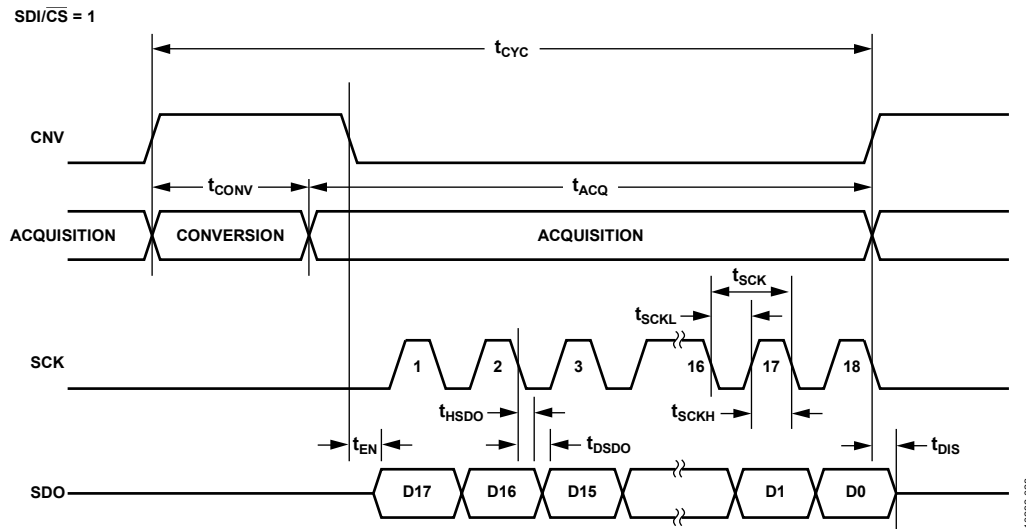 SDI/CS = 1
tCYC
CNV
tCONV
tACQ
ACQUISITION
CONVERSION
ACQUISITION
tSCK
tSCKL
SCK
1
2
3
16
17
18
tHSDO
tSCKH
tEN
tDSDO
tDIS
SDO
D17
D16
D15
D1
D0